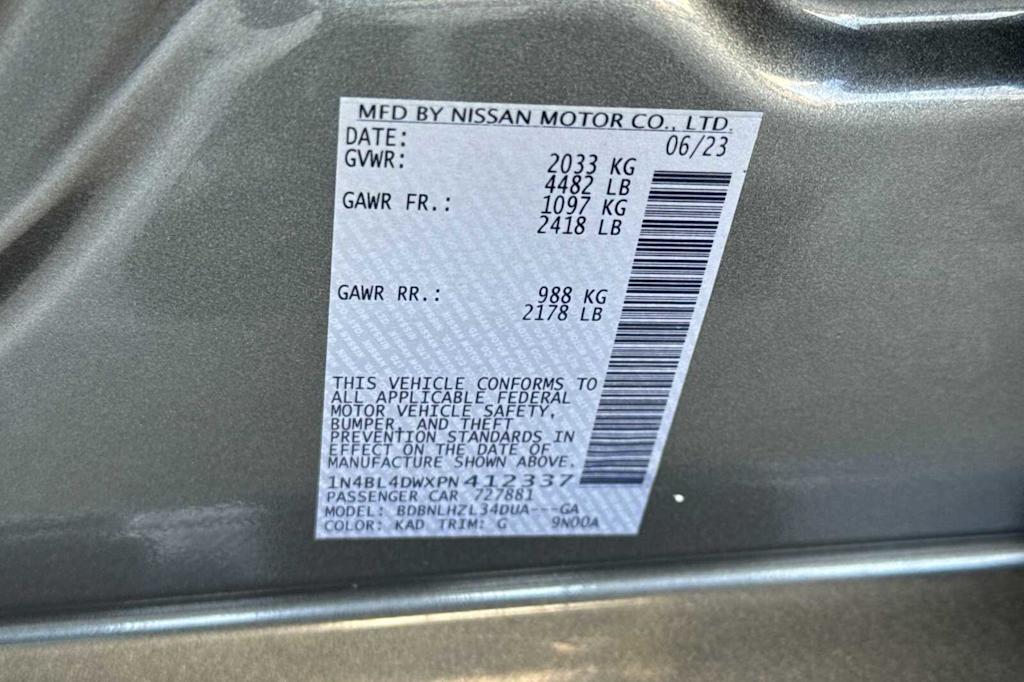 MFD BY NISSAN MOTOR CO., LTD.
DATE: 06/23
GVWR: 2033 KG
4482 LB
GAWR FR.: 1097 KG
2418 LB
GAWR RR.: 988 KG
2178 LB
THIS VEHICLE CONFORMS TO
ALL APPLICABLE FEDERAL
MOTOR VEHICLE SAFETY,
BUMPER, AND THEFT
PREVENTION STANDARDS IN
EFFECT ON THE DATE OF
MANUFACTURE SHOWN ABOVE.
1N4BL4DWXPN412337
PASSENGER CAR 727881
MODEL: BDBNLHZL34DUA---GA
COLOR: KAD TRIM: G 9N00A